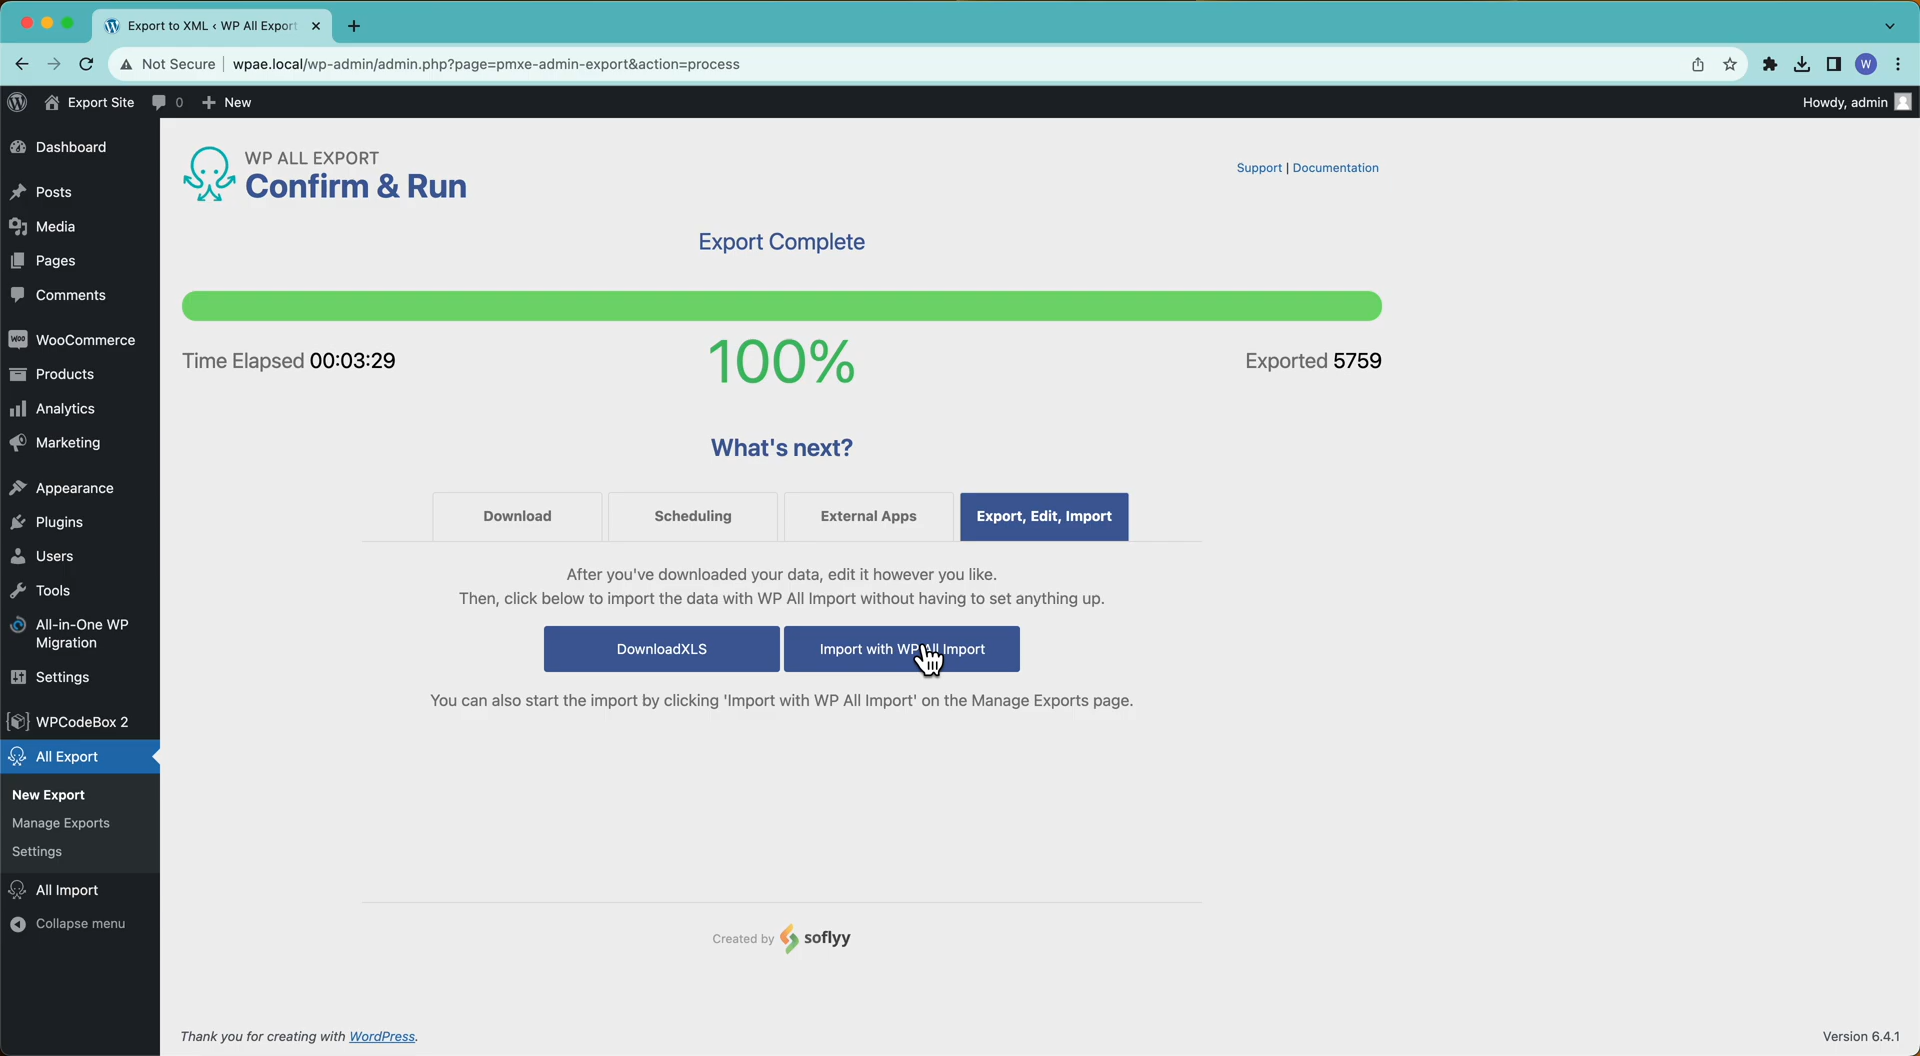 Export to XML ‹ WP All Export
Not Secure
wpae.local/wp-admin/admin.php?page=pmxe-admin-export&action=process
W
Export Site
0
New
Howdy, admin
Dashboard
Posts
Media
Pages
Comments
WooCommerce
Products
Analytics
Marketing
Appearance
Plugins
Users
Tools
All-in-One WP
Migration
Settings
WPCodeBox 2
All Export
New Export
Manage Exports
Settings
All Import
Collapse menu
WP ALL EXPORT
Confirm & Run
Support | Documentation
Export Complete
Time Elapsed 00:03:29
100%
Exported 5759
What's next?
Download
Scheduling
External Apps
Export, Edit, Import
After you've downloaded your data, edit it however you like.
Then, click below to import the data with WP All Import without having to set anything up.
DownloadXLS
Import with WP All Import
You can also start the import by clicking 'Import with WP All Import' on the Manage Exports page.
Created by soflyy
Thank you for creating with WordPress.
Version 6.4.1